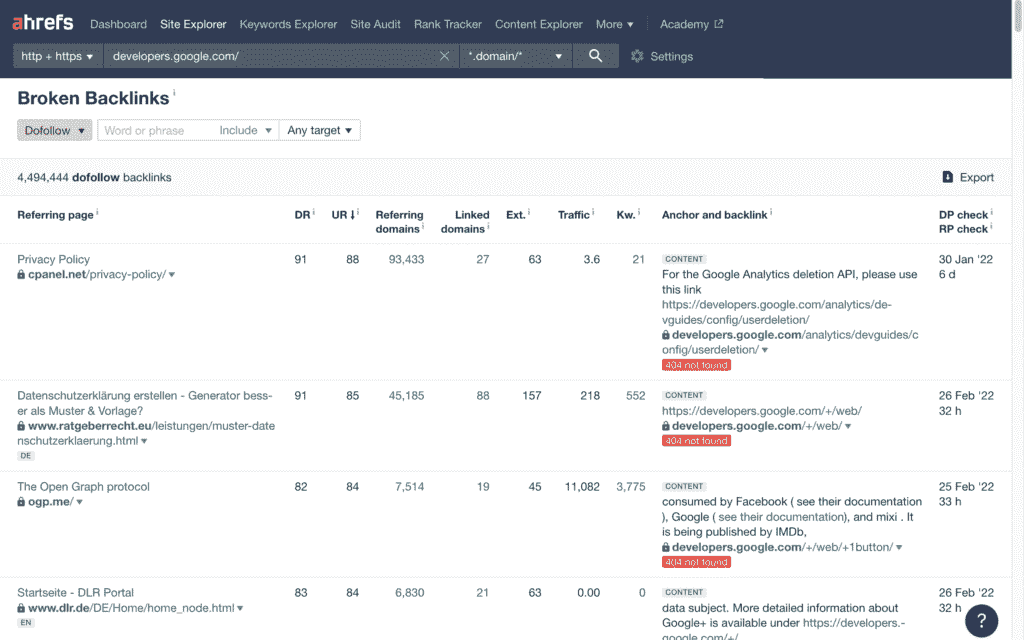 ahrefs Dashboard Site Explorer Keywords Explorer Site Audit Rank Tracker Content Explorer More Academy
http + https developers.google.com/ *.domain/* Settings
Broken Backlinks i
Dofollow Word or phrase Include Any target
4,494,444 dofollow backlinks Export
Referring page i DR i UR i Referring domains i Linked domains i Ext. i Traffic i Kw. i Anchor and backlink i DP check i RP check i
Privacy Policy
cpanel.net/privacy-policy/
91 88 93,433 27 63 3.6 21
CONTENT
For the Google Analytics deletion API, please use
this link
https://developers.google.com/analytics/de-
vguides/config/userdeletion/
developers.google.com/analytics/devguides/c
onfig/userdeletion/
404 not found
30 Jan '22
6 d
Datenschutzerklärung erstellen - Generator bess-
er als Muster & Vorlage?
www.ratgeberrecht.eu/leistungen/muster-date
nschutzerklaerung.html
DE
91 85 45,185 88 157 218 552
CONTENT
https://developers.google.com/+/web/
developers.google.com/+/web/
404 not found
26 Feb '22
32 h
The Open Graph protocol
ogp.me/
82 84 7,514 19 45 11,082 3,775
CONTENT
consumed by Facebook ( see their documentation
), Google ( see their documentation), and mixi . It
is being published by IMDb,
developers.google.com/+/web/+1button/
404 not found
25 Feb '22
33 h
Startseite - DLR Portal
www.dlr.de/DE/Home/home_node.html
EN
83 84 6,830 21 63 0.00 0
CONTENT
data subject. More detailed information about
Google+ is available under https://developers.-
google.com/+/
26 Feb '22
32 h
?